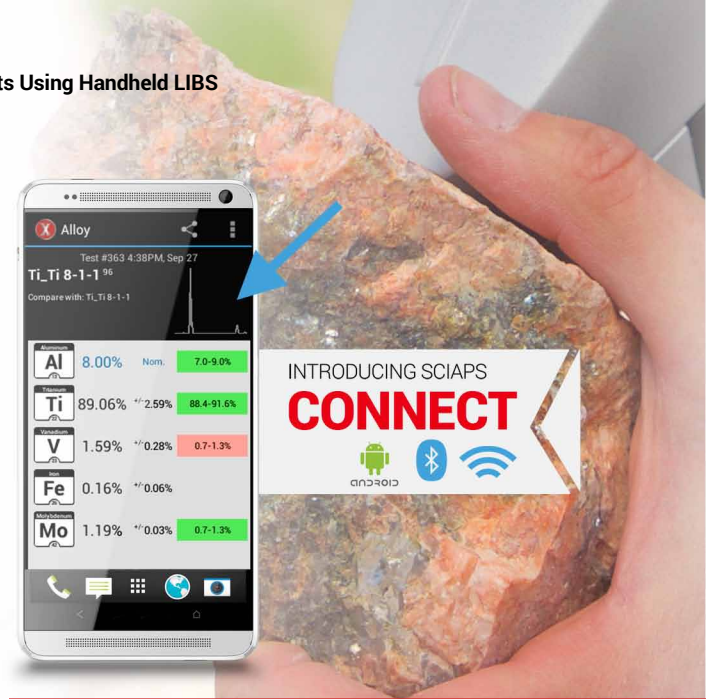 ts Using Handheld LIBS
Alloy
Test #363 4:38PM, Sep 27
Ti_Ti 8-1-1 96
Compare with: Ti_Ti 8-1-1
Aluminum
Al 8.00% Nom. 7.0-9.0%
Titanium
Ti 89.06% +/-2.59% 88.4-91.6%
Vanadium
V 1.59% +/-0.28% 0.7-1.3%
Iron
Fe 0.16% +/-0.06%
Molybdenum
Mo 1.19% +/-0.03% 0.7-1.3%
INTRODUCING SCIAPS
CONNECT
ANDROID